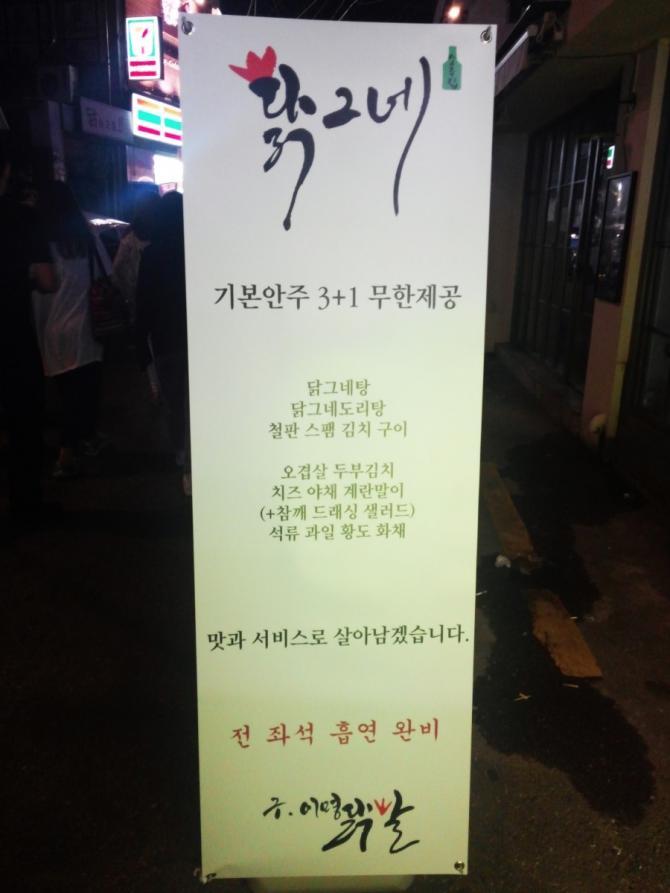 닭그네
기본안주 3+1 무한제공
닭그네탕
닭그네도리탕
철판 스팸 김치 구이
오겹살 두부김치
치즈 야채 계란말이
(+참깨 드래싱 샐러드)
석류 과일 황도 화채
맛과 서비스로 살아남겠습니다.
전 좌석 흡연 완비
구.이명닭발